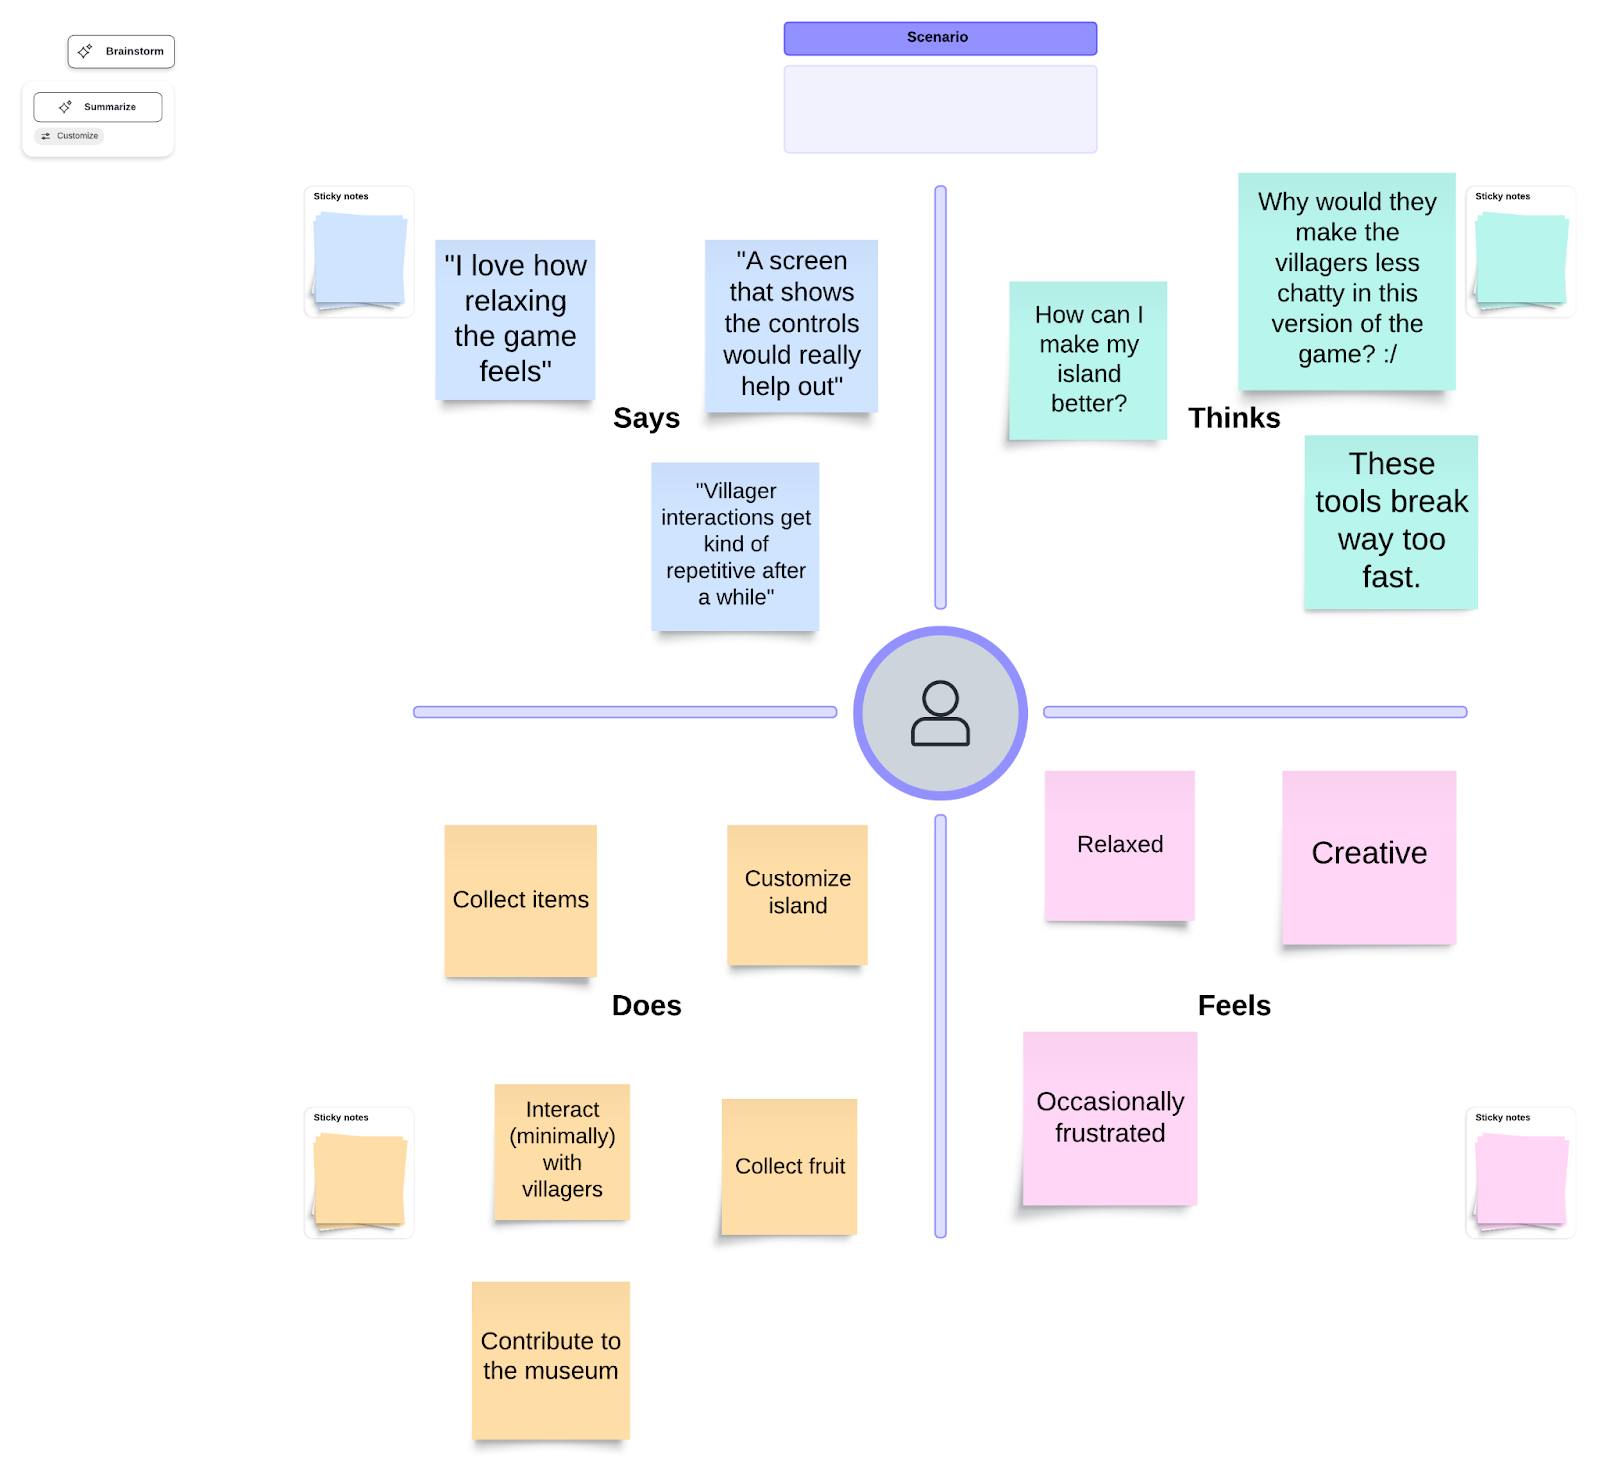 Brainstorm
Summarize
Customize
Scenario
Sticky notes
"I love how
relaxing
the game
feels"
"A screen
that shows
the controls
would really
help out"
Says
"Villager
interactions get
kind of
repetitive after
a while"
How can I
make my
island
better?
Why would they
make the
villagers less
chatty in this
version of the
game? :/
Sticky notes
Thinks
These
tools break
way too
fast.
Collect items
Customize
island
Does
Sticky notes
Interact
(minimally)
with
villagers
Collect fruit
Contribute to
the museum
Relaxed
Creative
Feels
Occasionally
frustrated
Sticky notes